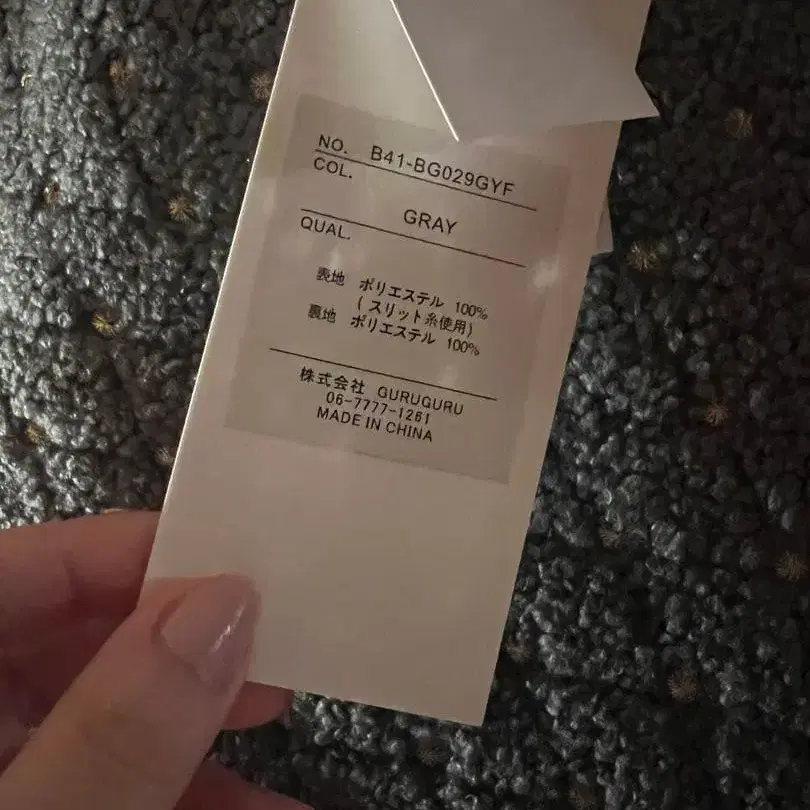 NO. B41-BG029GYF
COL.
GRAY
QUAL.
表地 ポリエステル 100%
(スリット糸使用)
裏地 ポリエステル 100%
株式会社 GURUGURU
06-7777-1261
MADE IN CHINA